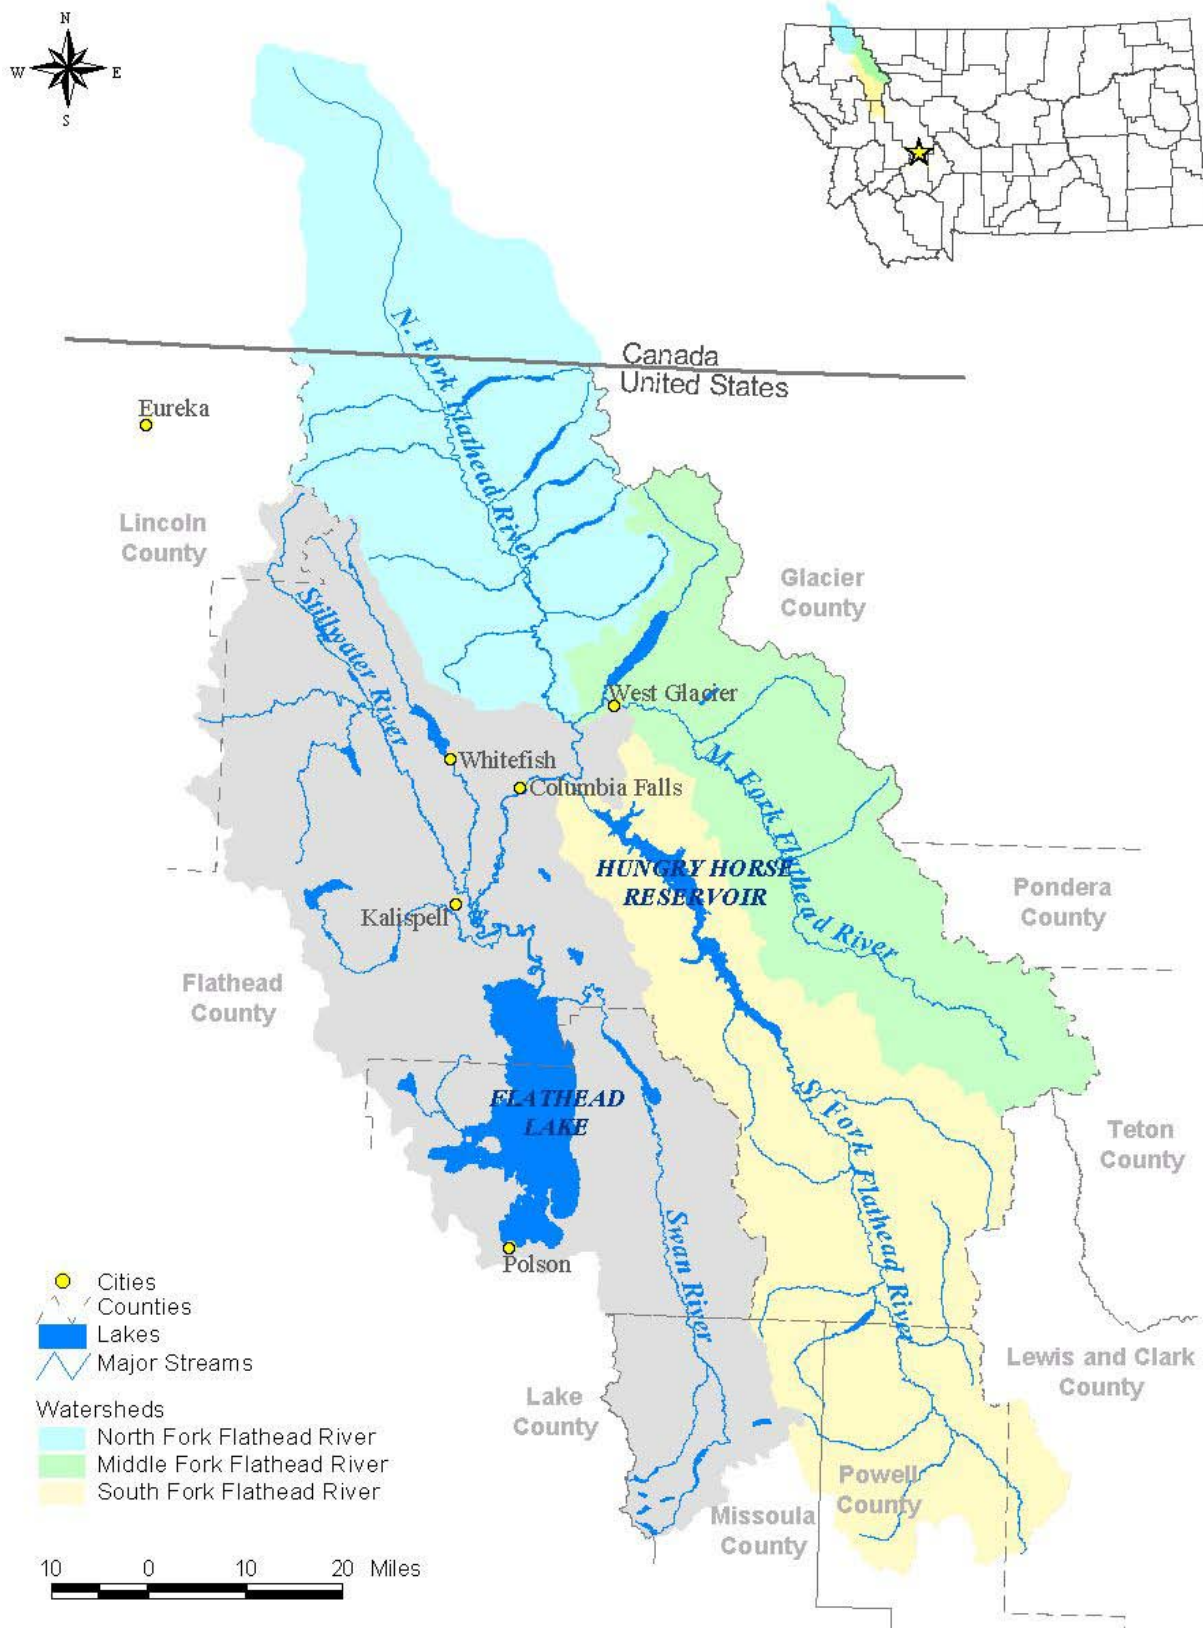 N
W E
S
N. Fork Flathead River
Canada
United States
Eureka
Lincoln
County
Glacier
County
Stillwater River
West Glacier
Whitefish
M. Fork Flathead River
Columbia Falls
HUNGRY HORSE
RESERVOIR
Pondera
County
Kalispell
Flathead
County
FLATHEAD
LAKE
S. Fork Flathead River
Teton
County
Swan River
Polson
Cities
Counties
Lakes
Major Streams
Lewis and Clark
County
Lake
County
Watersheds
North Fork Flathead River
Middle Fork Flathead River
South Fork Flathead River
Powell
County
Missoula
County
10 0 10 20 Miles